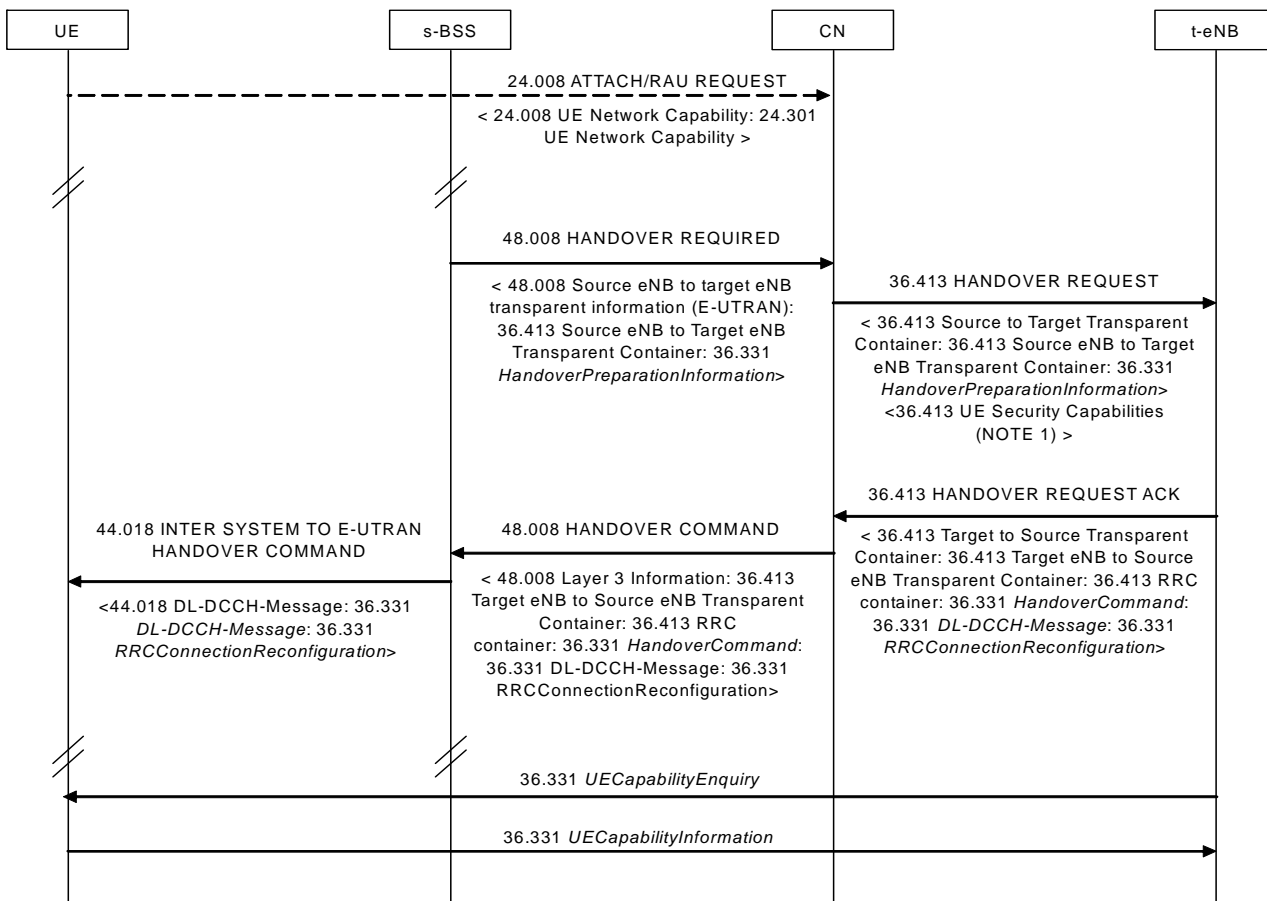 UE
s-BSS
CN
t-eNB
24.008 ATTACH/RAU REQUEST
< 24.008 UE Network Capability: 24.301
UE Network Capability >
48.008 HANDOVER REQUIRED
< 48.008 Source eNB to target eNB
transparent information (E-UTRAN):
36.413 Source eNB to Target eNB
Transparent Container: 36.331
HandoverPreparationInformation>
36.413 HANDOVER REQUEST
< 36.413 Source to Target Transparent
Container: 36.413 Source eNB to Target
eNB Transparent Container: 36.331
HandoverPreparationInformation>
<36.413 UE Security Capabilities
(NOTE 1) >
36.413 HANDOVER REQUEST ACK
< 36.413 Target to Source Transparent
Container: 36.413 Target eNB to Source
eNB Transparent Container: 36.413 RRC
container: 36.331 HandoverCommand:
36.331 DL-DCCH-Message: 36.331
RRCConnectionReconfiguration>
48.008 HANDOVER COMMAND
< 48.008 Layer 3 Information: 36.413
Target eNB to Source eNB Transparent
Container: 36.413 RRC
container: 36.331 HandoverCommand:
36.331 DL-DCCH-Message: 36.331
RRCConnectionReconfiguration>
44.018 INTER SYSTEM TO E-UTRAN
HANDOVER COMMAND
<44.018 DL-DCCH-Message: 36.331
DL-DCCH-Message: 36.331
RRCConnectionReconfiguration>
36.331 UECapabilityEnquiry
36.331 UECapabilityInformation